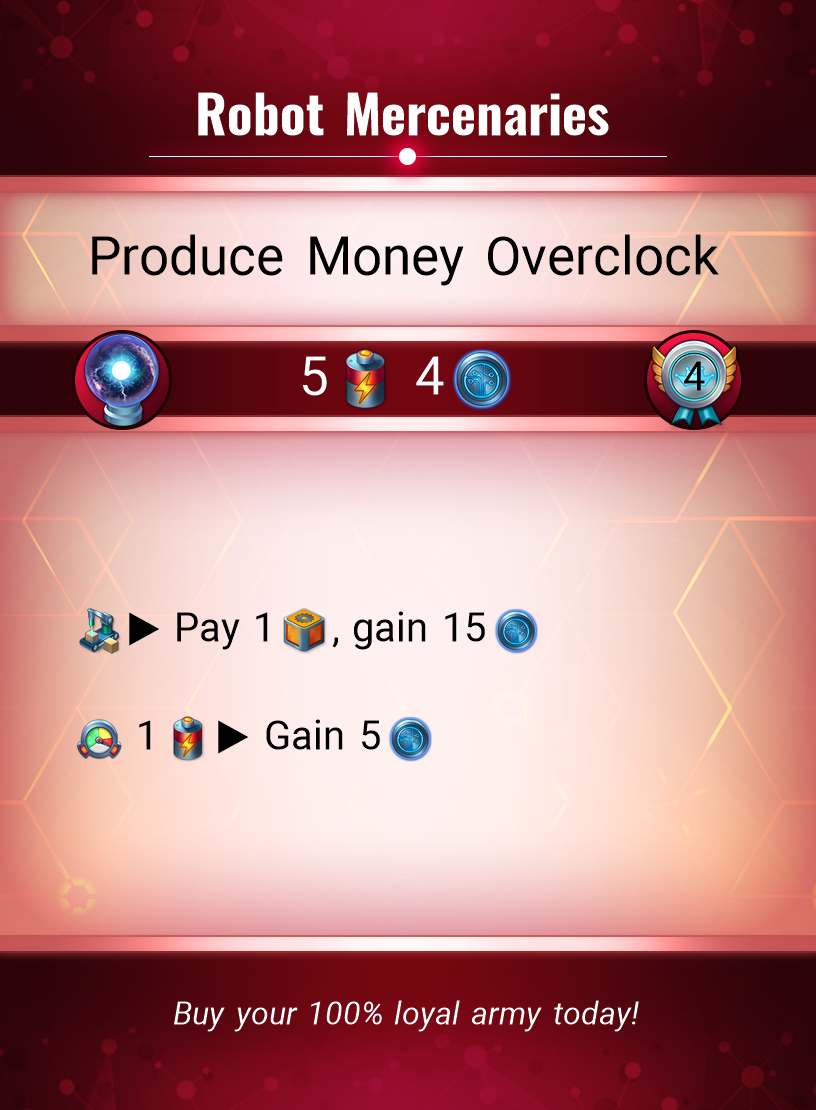 Robot Mercenaries
Produce Money Overclock
5 4 4
Pay 1 , gain 15
1 Gain 5
Buy your 100% loyal army today!